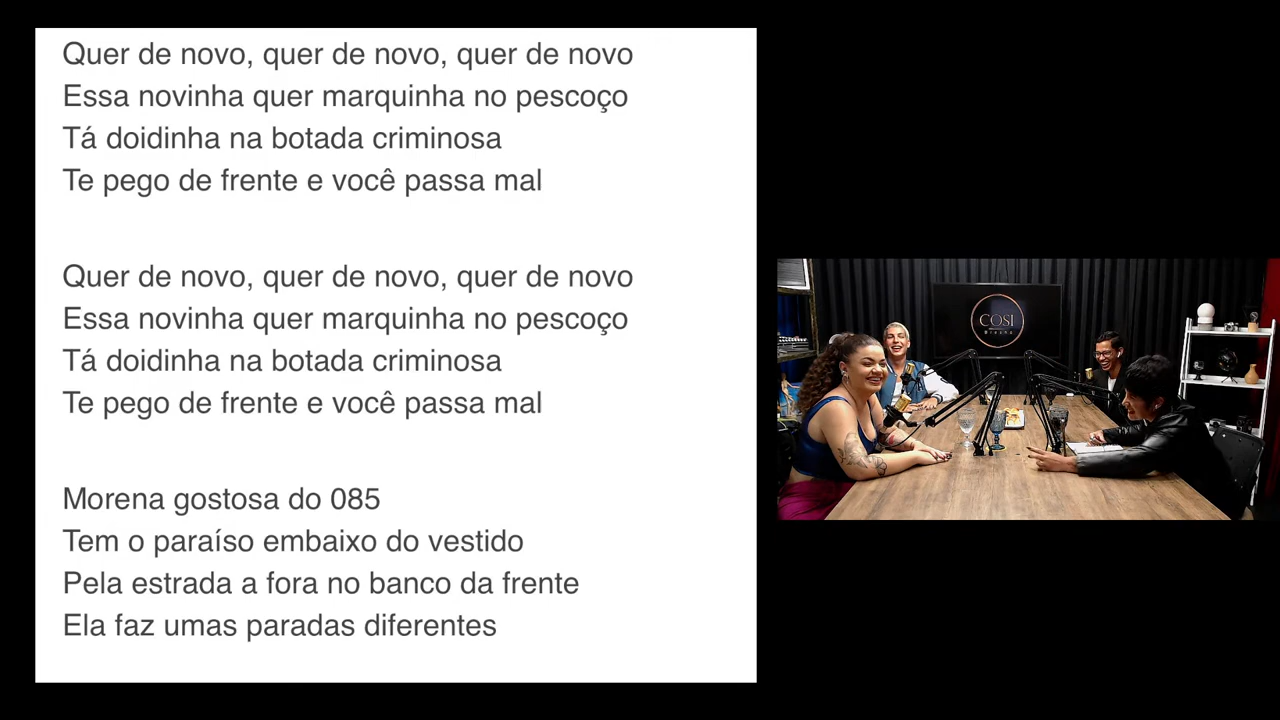 Quer de novo, quer de novo, quer de novo
Essa novinha quer marquinha no pescoço
Tá doidinha na botada criminosa
Te pego de frente e você passa mal
Quer de novo, quer de novo, quer de novo
Essa novinha quer marquinha no pescoço
Tá doidinha na botada criminosa
Te pego de frente e você passa mal
Morena gostosa do 085
Tem o paraíso embaixo do vestido
Pela estrada a fora no banco da frente
Ela faz umas paradas diferentes
COSI